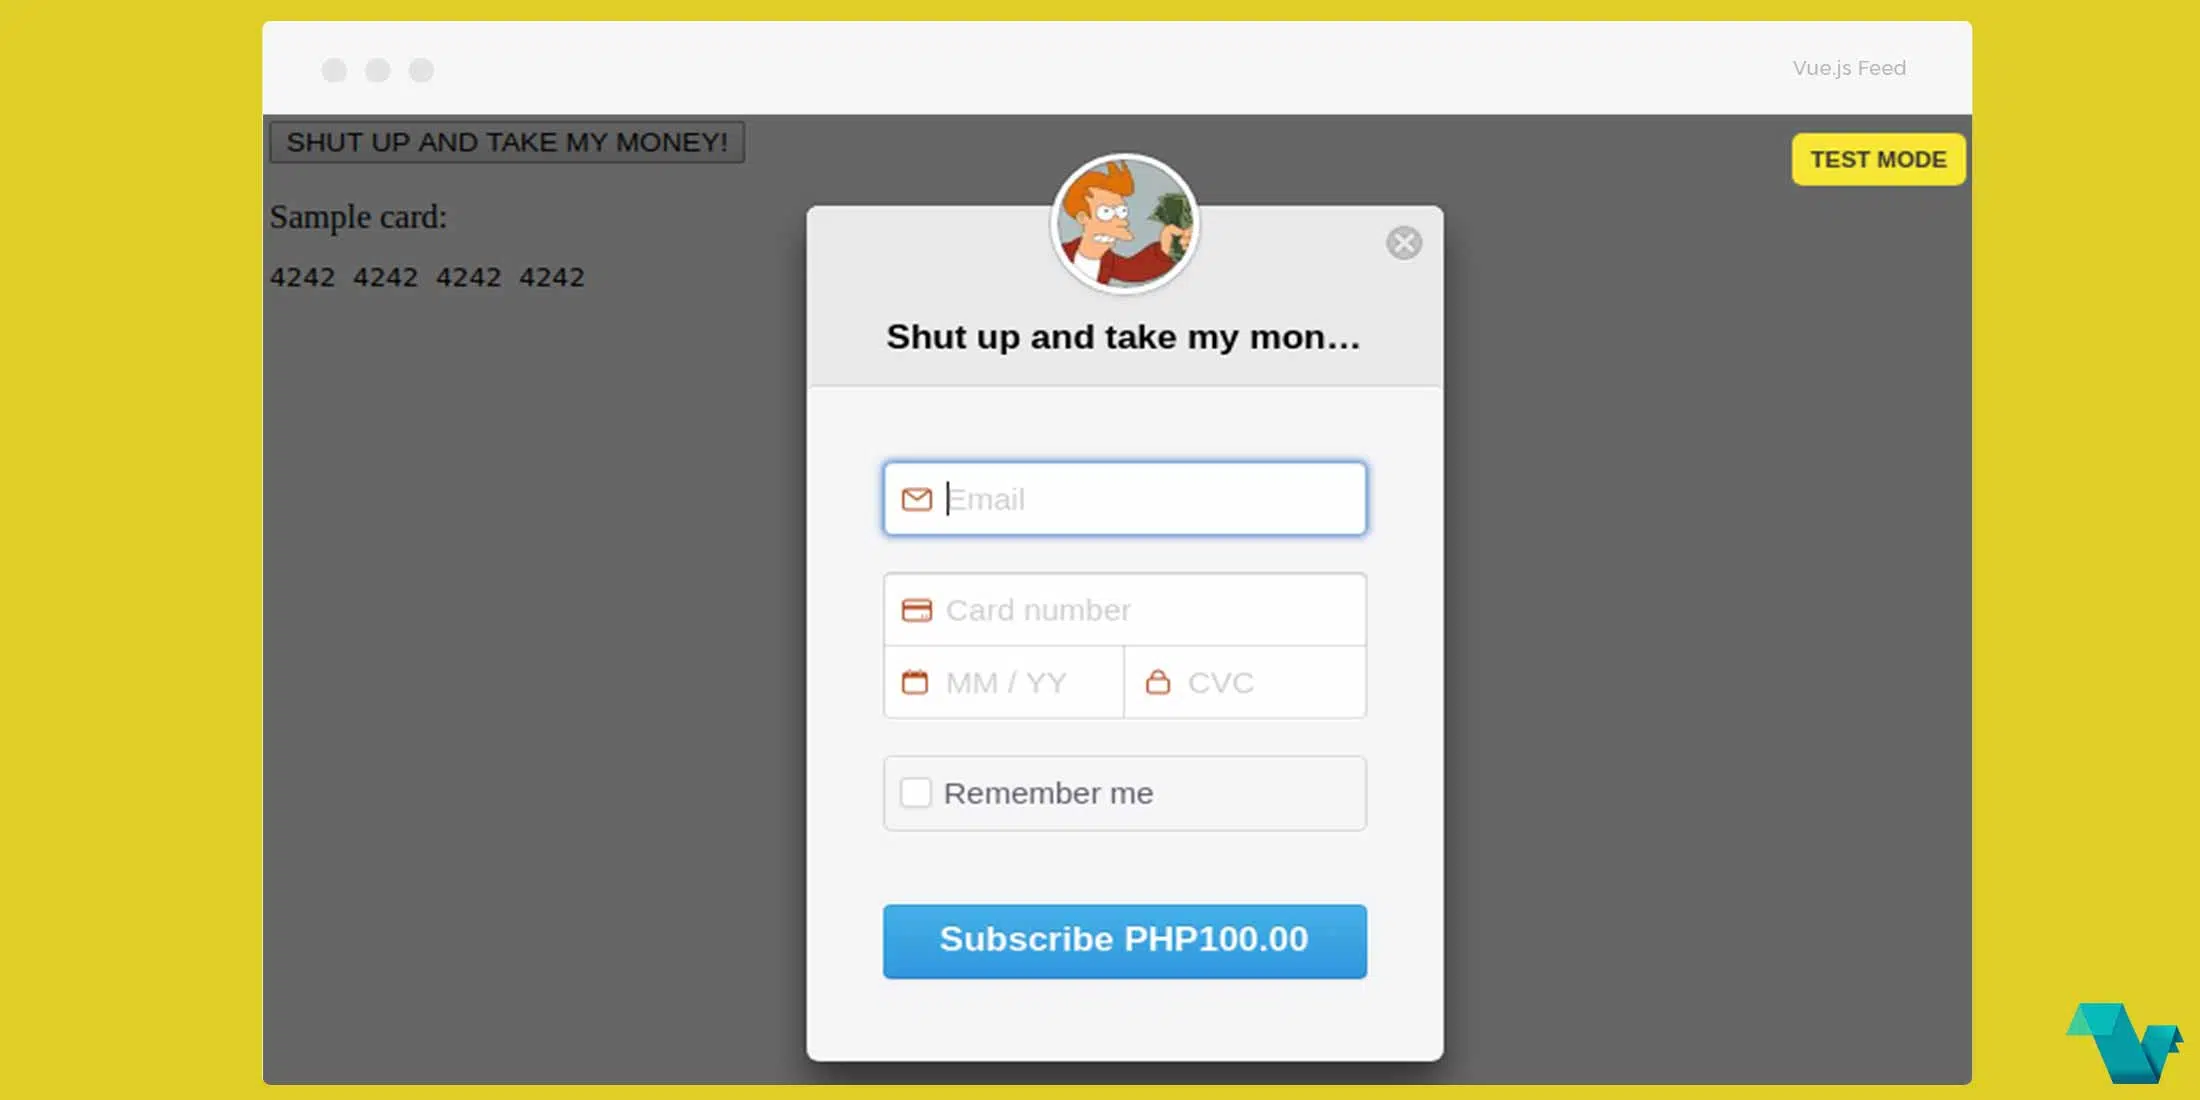 Vue.js Feed
SHUT UP AND TAKE MY MONEY!
TEST MODE
Sample card:
4242 4242 4242 4242
Shut up and take my mon...
Email
Card number
MM / YY
CVC
Remember me
Subscribe PHP100.00